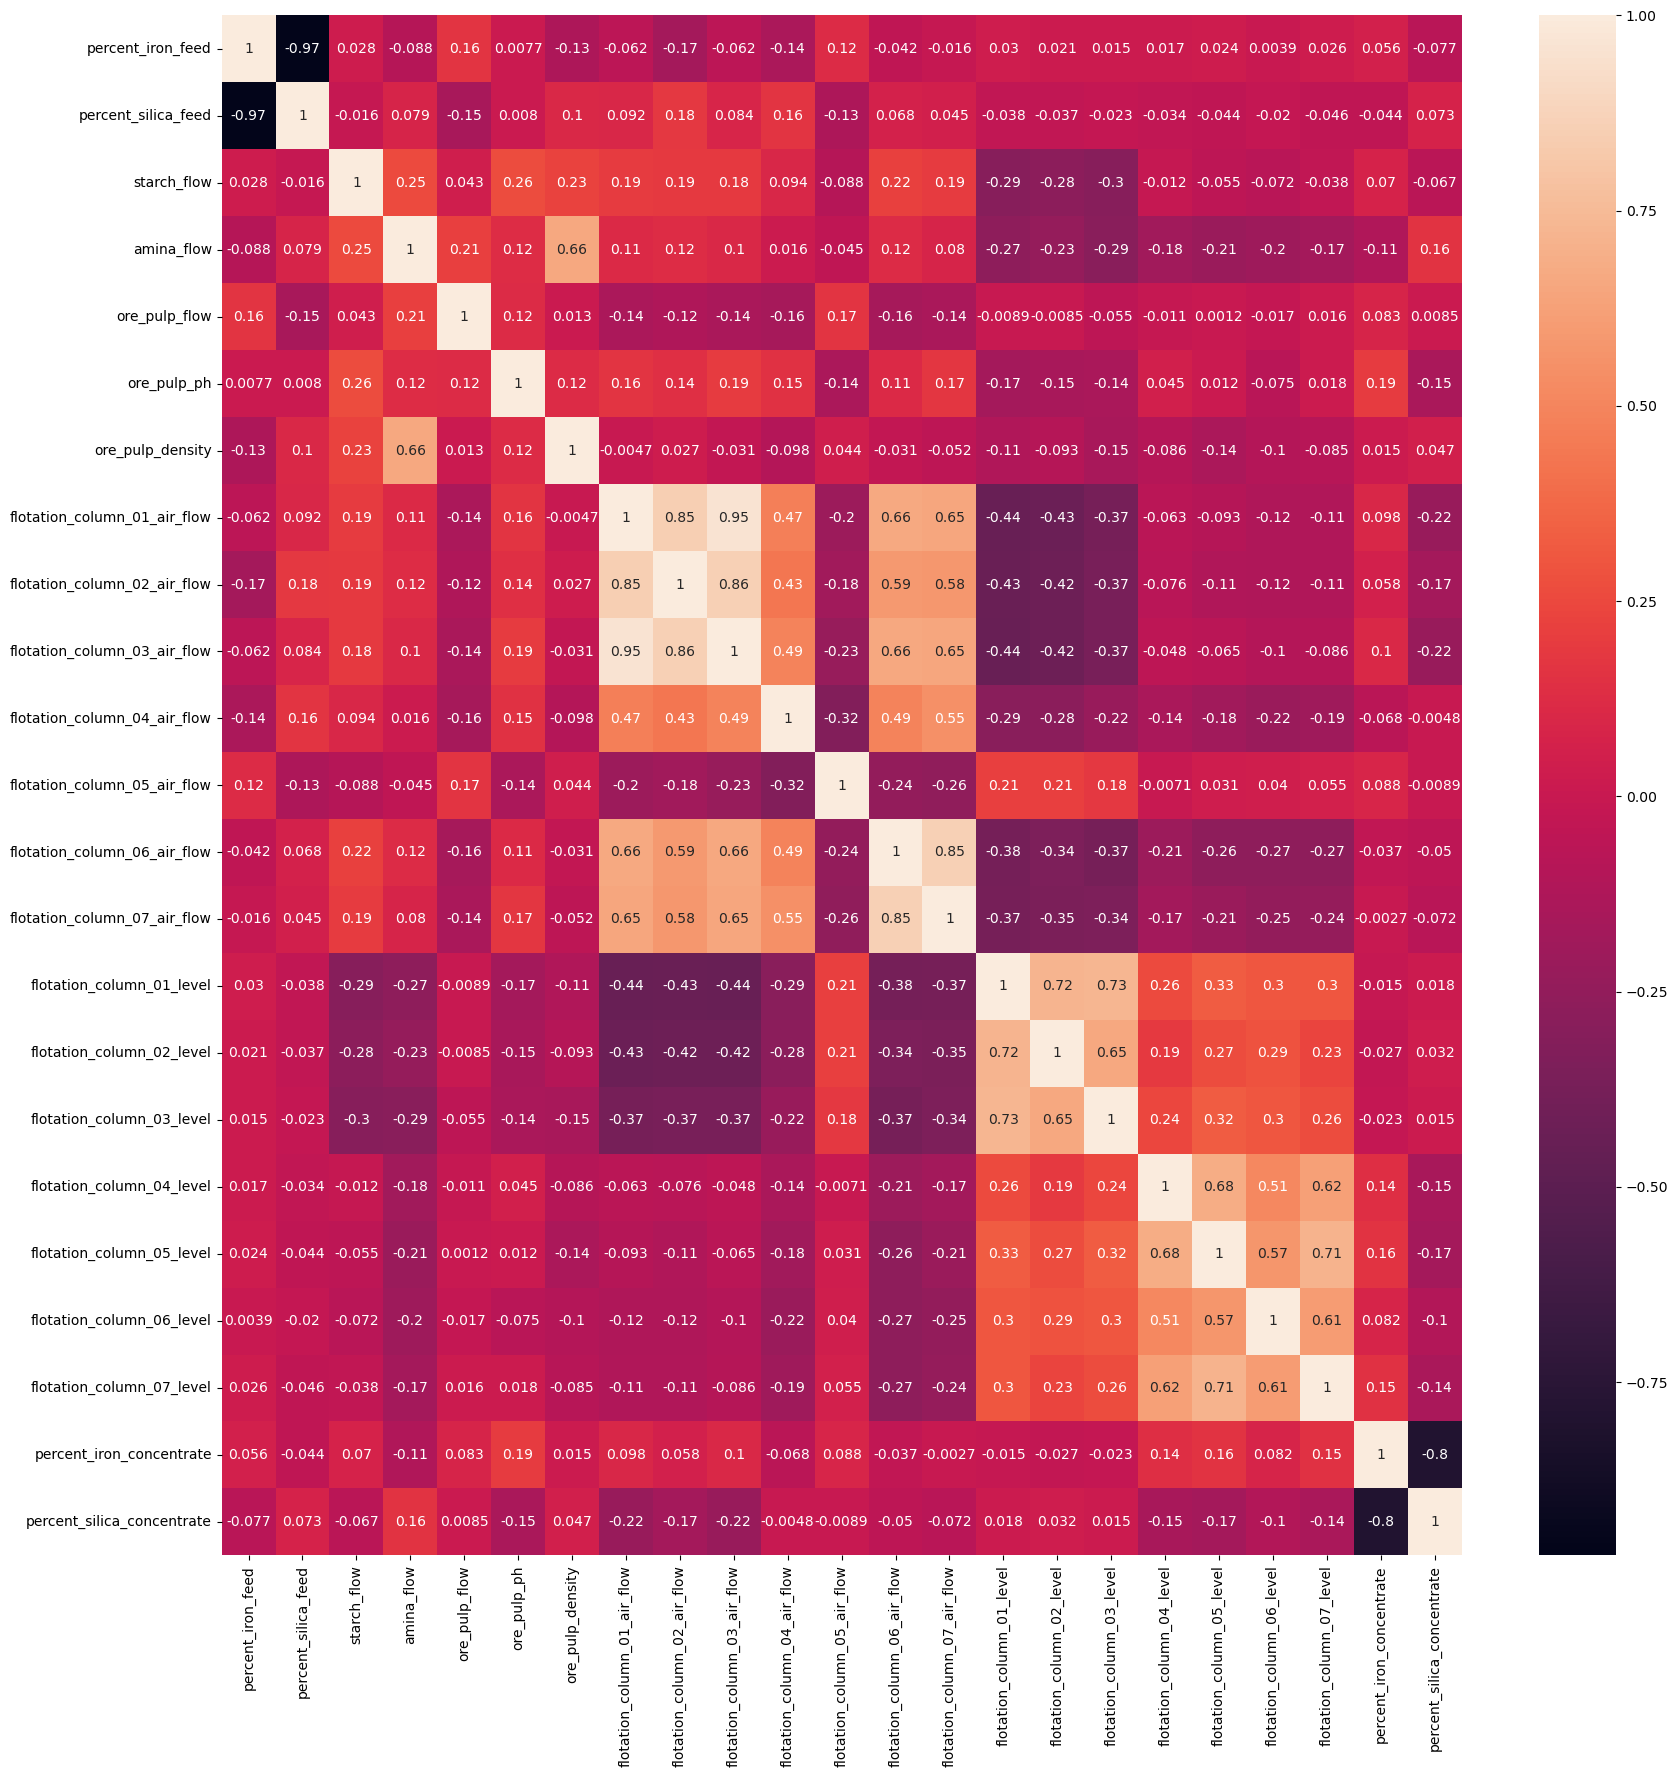 percent_iron_feed 1 -0.97 0.028 -0.088 0.16 0.0077 -0.13 -0.062 -0.17 -0.062 -0.14 0.12 -0.042 -0.016 0.03 0.021 0.015 0.017 0.024 0.0039 0.026 0.056 -0.077
percent_silica_feed -0.97 1 -0.016 0.079 -0.15 0.008 0.1 0.092 0.18 0.084 0.16 -0.13 0.068 0.045 -0.038 -0.037 -0.023 -0.034 -0.044 -0.02 -0.046 -0.044 0.073
starch_flow 0.028 -0.016 1 0.25 0.043 0.26 0.23 0.19 0.19 0.18 0.094 -0.088 0.22 0.19 -0.29 -0.28 -0.3 -0.012 -0.055 -0.072 -0.038 0.07 -0.067
amina_flow -0.088 0.079 0.25 1 0.21 0.12 0.66 0.11 0.12 0.1 0.016 -0.045 0.12 0.08 -0.27 -0.23 -0.29 -0.18 -0.21 -0.2 -0.17 -0.11 0.16
ore_pulp_flow 0.16 -0.15 0.043 0.21 1 0.12 0.013 -0.14 -0.12 -0.14 -0.16 0.17 -0.16 -0.14 -0.0089 -0.0085 -0.055 -0.011 0.0012 -0.017 0.016 0.083 0.0085
ore_pulp_ph 0.0077 0.008 0.26 0.12 0.12 1 0.12 0.16 0.14 0.19 0.15 -0.14 0.11 0.17 -0.17 -0.15 -0.14 0.045 0.012 -0.075 0.018 0.19 -0.15
ore_pulp_density -0.13 0.1 0.23 0.66 0.013 0.12 1 -0.0047 0.027 -0.031 -0.098 0.044 -0.031 -0.052 -0.11 -0.093 -0.15 -0.086 -0.14 -0.1 -0.085 0.015 0.047
flotation_column_01_air_flow -0.062 0.092 0.19 0.11 -0.14 0.16 -0.0047 1 0.85 0.95 0.47 -0.2 0.66 0.65 -0.44 -0.43 -0.37 -0.063 -0.093 -0.12 -0.11 0.098 -0.22
flotation_column_02_air_flow -0.17 0.18 0.19 0.12 -0.12 0.14 0.027 0.85 1 0.86 0.43 -0.18 0.59 0.58 -0.43 -0.42 -0.37 -0.076 -0.11 -0.12 -0.11 0.058 -0.17
flotation_column_03_air_flow -0.062 0.084 0.18 0.1 -0.14 0.19 -0.031 0.95 0.86 1 0.49 -0.23 0.66 0.65 -0.44 -0.42 -0.37 -0.048 -0.065 -0.1 -0.086 0.1 -0.22
flotation_column_04_air_flow -0.14 0.16 0.094 0.016 -0.16 0.15 -0.098 0.47 0.43 0.49 1 -0.32 0.49 0.55 -0.29 -0.28 -0.22 -0.14 -0.18 -0.22 -0.19 -0.068 -0.0048
flotation_column_05_air_flow 0.12 -0.13 -0.088 -0.045 0.17 -0.14 0.044 -0.2 -0.18 -0.23 -0.32 1 -0.24 -0.26 0.21 0.21 0.18 -0.0071 0.031 0.04 0.055 0.088 -0.0089
flotation_column_06_air_flow -0.042 0.068 0.22 0.12 -0.16 0.11 -0.031 0.66 0.59 0.66 0.49 -0.24 1 0.85 -0.38 -0.34 -0.37 -0.21 -0.26 -0.27 -0.27 -0.037 -0.05
flotation_column_07_air_flow -0.016 0.045 0.19 0.08 -0.14 0.17 -0.052 0.65 0.58 0.65 0.55 -0.26 0.85 1 -0.37 -0.35 -0.34 -0.17 -0.21 -0.25 -0.24 -0.0027 -0.072
flotation_column_01_level 0.03 -0.038 -0.29 -0.27 -0.0089 -0.17 -0.11 -0.44 -0.43 -0.44 -0.29 0.21 -0.38 -0.37 1 0.72 0.73 0.26 0.33 0.3 0.3 -0.015 0.018
flotation_column_02_level 0.021 -0.037 -0.28 -0.23 -0.0085 -0.15 -0.093 -0.43 -0.42 -0.42 -0.28 0.21 -0.34 -0.35 0.72 1 0.65 0.19 0.27 0.29 0.23 -0.027 0.032
flotation_column_03_level 0.015 -0.023 -0.3 -0.29 -0.055 -0.14 -0.15 -0.37 -0.37 -0.37 -0.22 0.18 -0.37 -0.34 0.73 0.65 1 0.24 0.32 0.3 0.26 -0.023 0.015
flotation_column_04_level 0.017 -0.034 -0.012 -0.18 -0.011 0.045 -0.086 -0.063 -0.076 -0.048 -0.14 -0.0071 -0.21 -0.17 0.26 0.19 0.24 1 0.68 0.51 0.62 0.14 -0.15
flotation_column_05_level 0.024 -0.044 -0.055 -0.21 0.0012 0.012 -0.14 -0.093 -0.11 -0.065 -0.18 0.031 -0.26 -0.21 0.33 0.27 0.32 0.68 1 0.57 0.71 0.16 -0.17
flotation_column_06_level 0.0039 -0.02 -0.072 -0.2 -0.017 -0.075 -0.1 -0.12 -0.12 -0.1 -0.22 0.04 -0.27 -0.25 0.3 0.29 0.3 0.51 0.57 1 0.61 0.082 -0.1
flotation_column_07_level 0.026 -0.046 -0.038 -0.17 0.016 0.018 -0.085 -0.11 -0.11 -0.086 -0.19 0.055 -0.27 -0.24 0.3 0.23 0.26 0.62 0.71 0.61 1 0.15 -0.14
percent_iron_concentrate 0.056 -0.044 0.07 -0.11 0.083 0.19 0.015 0.098 0.058 0.1 -0.068 0.088 -0.037 -0.0027 -0.015 -0.027 -0.023 0.14 0.16 0.082 0.15 1 -0.8
percent_silica_concentrate -0.077 0.073 -0.067 0.16 0.0085 -0.15 0.047 -0.22 -0.17 -0.22 -0.0048 -0.0089 -0.05 -0.072 0.018 0.032 0.015 -0.15 -0.17 -0.1 -0.14 -0.8 1
percent_iron_feed
percent_silica_feed
starch_flow
amina_flow
ore_pulp_flow
ore_pulp_ph
ore_pulp_density
flotation_column_01_air_flow
flotation_column_02_air_flow
flotation_column_03_air_flow
flotation_column_04_air_flow
flotation_column_05_air_flow
flotation_column_06_air_flow
flotation_column_07_air_flow
flotation_column_01_level
flotation_column_02_level
flotation_column_03_level
flotation_column_04_level
flotation_column_05_level
flotation_column_06_level
flotation_column_07_level
percent_iron_concentrate
percent_silica_concentrate
1.00
0.75
0.50
0.25
0.00
−0.25
−0.50
−0.75